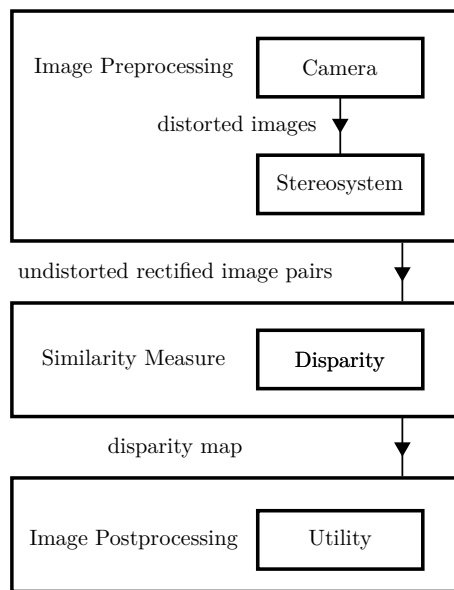 Image Preprocessing
Camera
distorted images
Stereosystem
undistorted rectified image pairs
Similarity Measure
Disparity
disparity map
Image Postprocessing
Utility